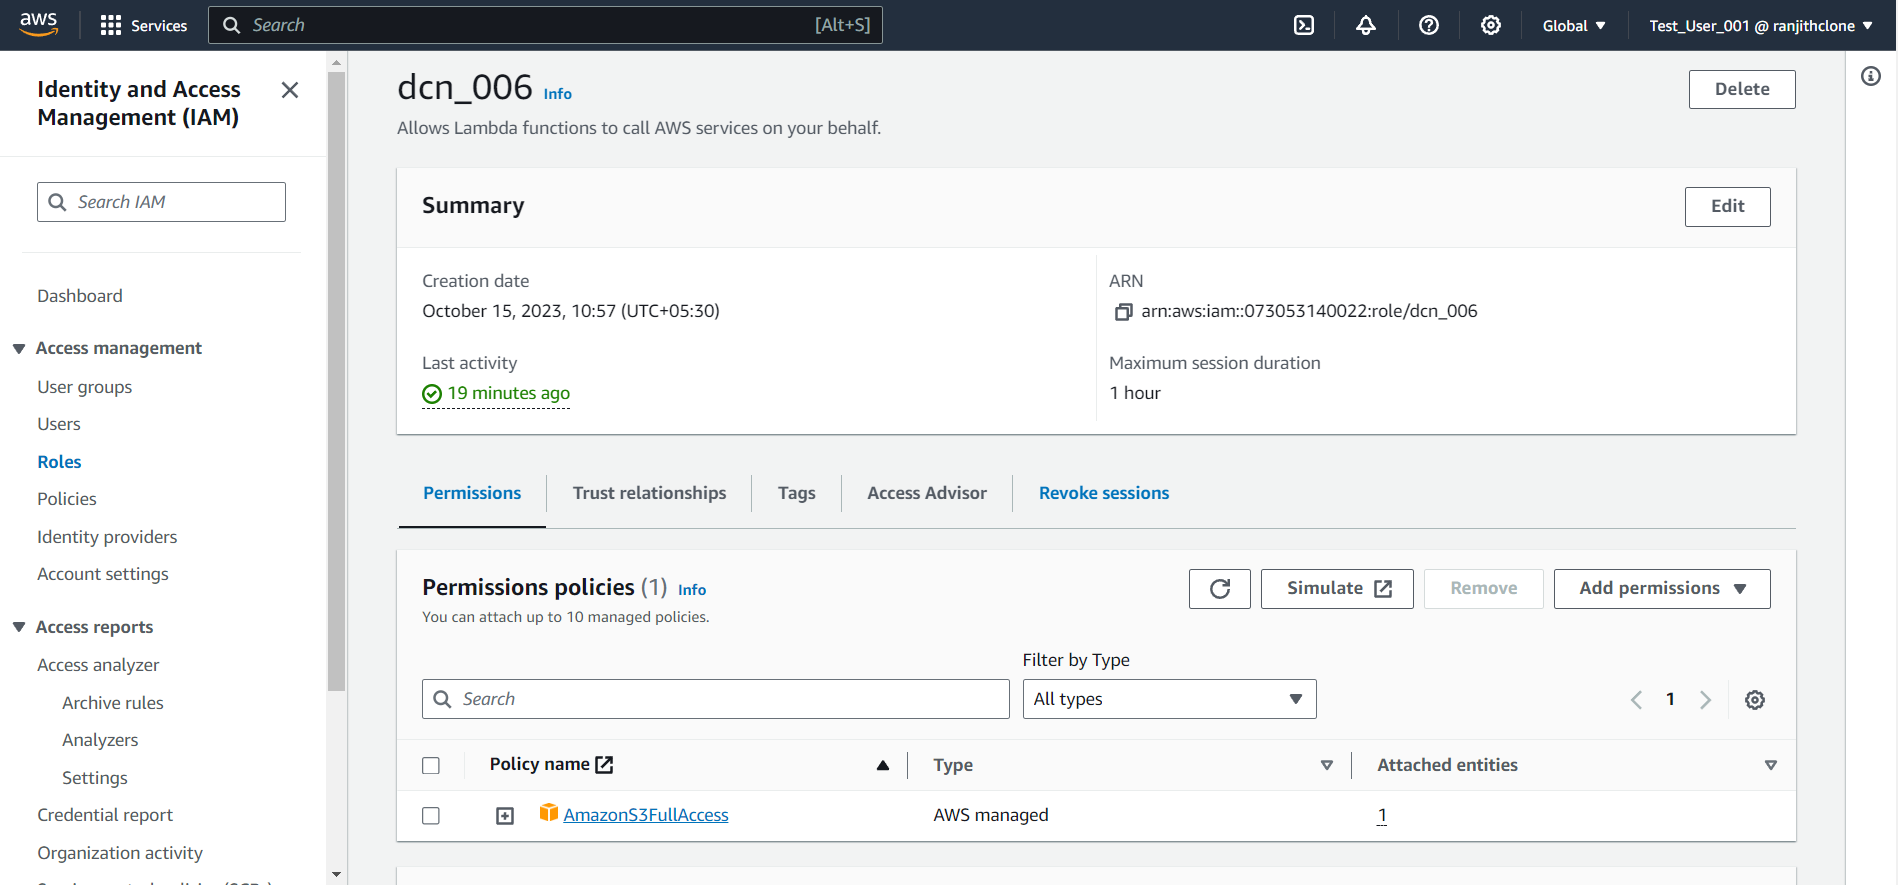 aws
Services
Search
[Alt+S]
Global
Test_User_001 @ ranjithclone
Identity and Access
Management (IAM)
Search IAM
Dashboard
Access management
User groups
Users
Roles
Policies
Identity providers
Account settings
Access reports
Access analyzer
Archive rules
Analyzers
Settings
Credential report
Organization activity
dcn_006 Info
Delete
Allows Lambda functions to call AWS services on your behalf.
Summary
Edit
Creation date
October 15, 2023, 10:57 (UTC+05:30)
ARN
arn:aws:iam::073053140022:role/dcn_006
Last activity
19 minutes ago
Maximum session duration
1 hour
Permissions
Trust relationships
Tags
Access Advisor
Revoke sessions
Permissions policies (1) Info
You can attach up to 10 managed policies.
Simulate
Remove
Add permissions
Filter by Type
Search
All types
1
Policy name
Type
Attached entities
AmazonS3FullAccess
AWS managed
1